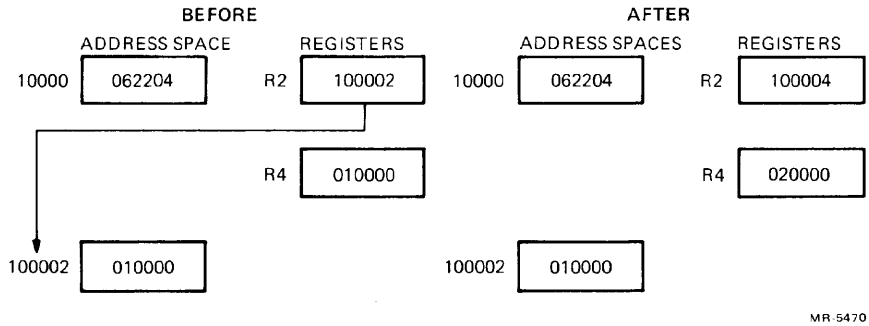 BEFORE AFTER
ADDRESS SPACE REGISTERS ADDRESS SPACES REGISTERS
10000 062204 R2 100002 10000 062204 R2 100004
R4 010000 R4 020000
100002 010000 100002 010000
MR-5470